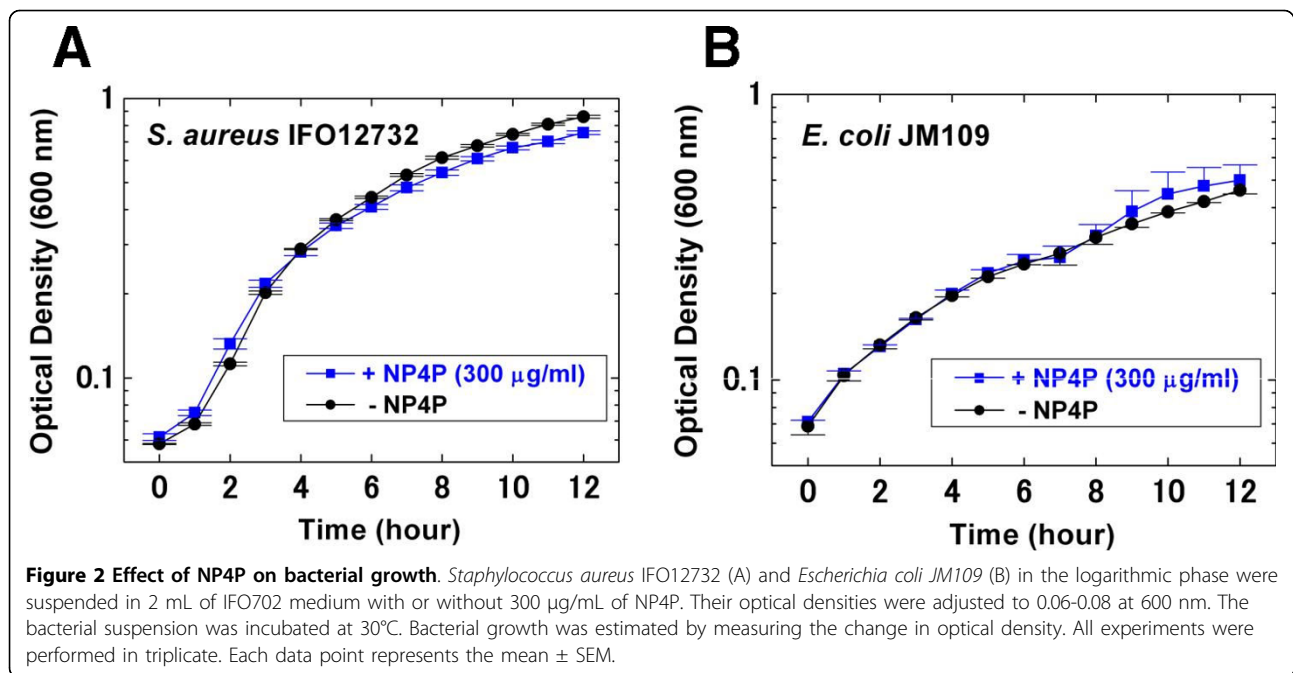 A
B
1
S. aureus IFO12732
0.1
+ NP4P (300 µg/ml)
- NP4P
Optical Density (600 nm)
0 2 4 6 8 10 12
Time (hour)
1
E. coli JM109
0.1
+ NP4P (300 µg/ml)
- NP4P
Optical Density (600 nm)
0 2 4 6 8 10 12
Time (hour)
Figure 2 Effect of NP4P on bacterial growth. Staphylococcus aureus IFO12732 (A) and Escherichia coli JM109 (B) in the logarithmic phase were
suspended in 2 mL of IFO702 medium with or without 300 µg/mL of NP4P. Their optical densities were adjusted to 0.06-0.08 at 600 nm. The
bacterial suspension was incubated at 30°C. Bacterial growth was estimated by measuring the change in optical density. All experiments were
performed in triplicate. Each data point represents the mean ± SEM.